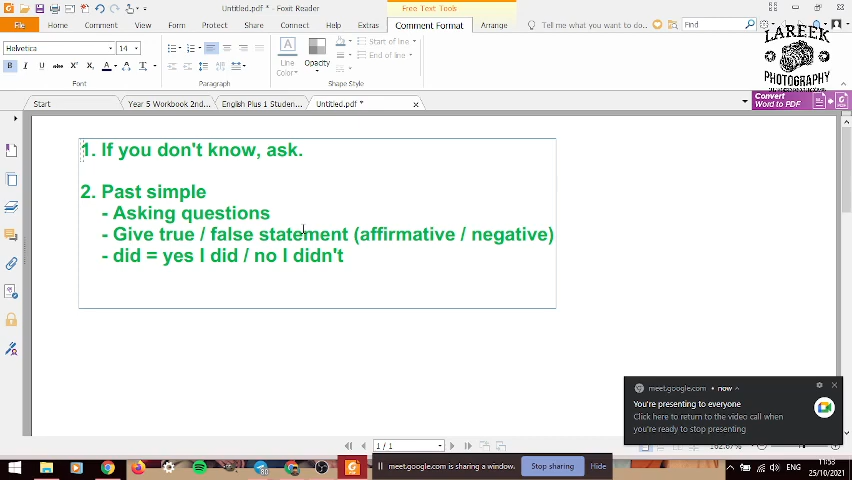 Untitled.pdf * - Foxit Reader
Free Text Tools
File Home Comment View Form Protect Share Connect Help Extras Comment Format Arrange Tell me what you want to do.. Find
LAREEK
PHOTOGRAPHY
Helvetica 14
Line Color
Opacity
Start of line
End of line
Font Paragraph Shape Style
Start Year 5 Workbook 2nd... English Plus 1 Studen... Untitled.pdf *
Convert
Word to PDF
1. If you don't know, ask.
2. Past simple
- Asking questions
- Give true / false statement (affirmative / negative)
- did = yes I did / no I didn't
meet.google.com • now
You're presenting to everyone
Click here to return to the video call when
you're ready to stop presenting
1 / 1
meet.google.com is sharing a window. Stop sharing Hide
ENG
11:53
25/10/2021